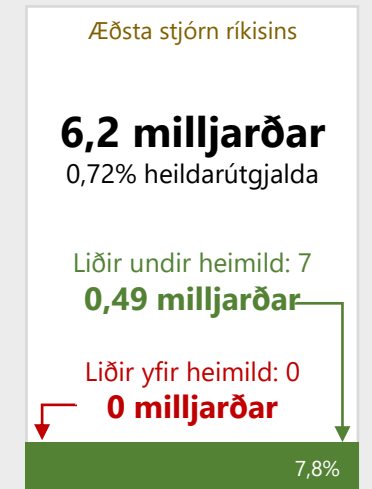 Æðsta stjórn ríkisins
6,2 milljarðar
0,72% heildarútgjalda
Liðir undir heimild: 7
0,49 milljarðar
Liðir yfir heimild: 0
0 milljarðar
7,8%